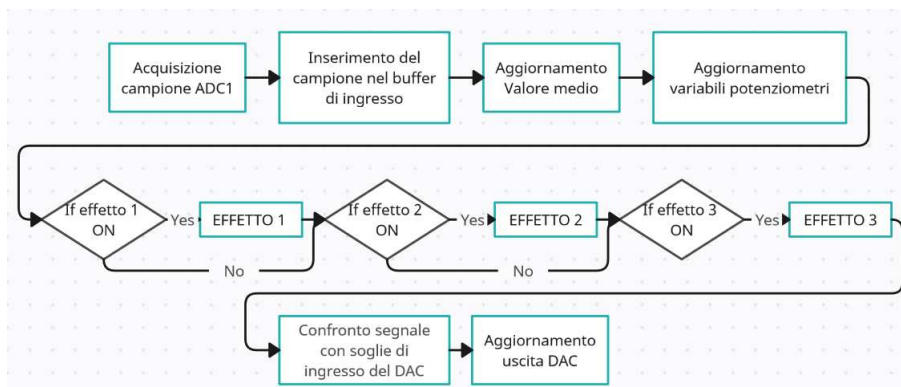 Acquisizione
campione ADC1
Inserimento del
campione nel buffer
di ingresso
Aggiornamento
Valore medio
Aggiornamento
variabili potenziometri
If effetto 1
ON
Yes
EFFETTO 1
No
If effetto 2
ON
Yes
EFFETTO 2
No
If effetto 3
ON
Yes
EFFETTO 3
Confronto segnale
con soglie di
ingresso del DAC
Aggiornamento
uscita DAC